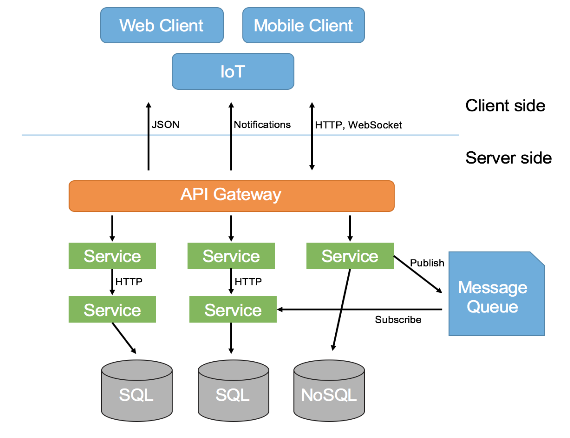 Web Client
Mobile Client
IoT
Client side
JSON
Notifications
HTTP, WebSocket
Server side
API Gateway
Service
Service
Service
Publish
HTTP
HTTP
Message
Queue
Service
Service
Subscribe
SQL
SQL
NoSQL